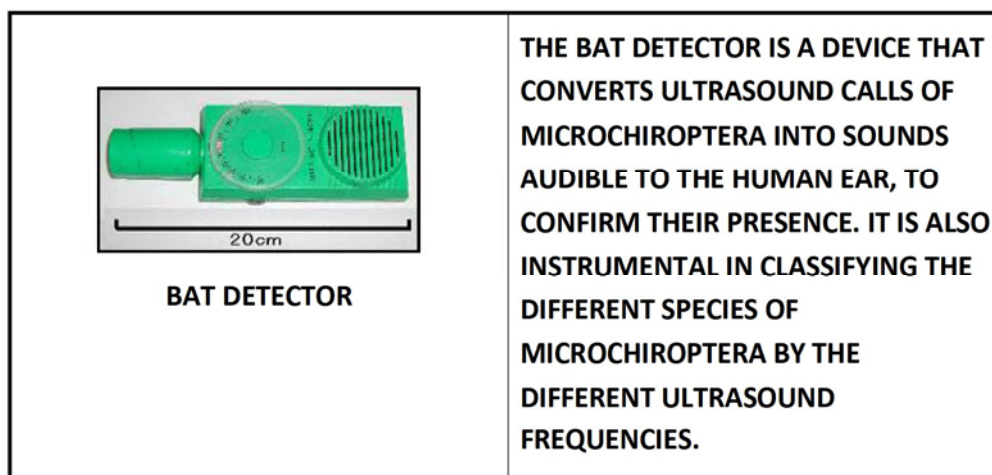 20cm
BAT DETECTOR
THE BAT DETECTOR IS A DEVICE THAT
CONVERTS ULTRASOUND CALLS OF
MICROCHIROPTERA INTO SOUNDS
AUDIBLE TO THE HUMAN EAR, TO
CONFIRM THEIR PRESENCE. IT IS ALSO
INSTRUMENTAL IN CLASSIFYING THE
DIFFERENT SPECIES OF
MICROCHIROPTERA BY THE
DIFFERENT ULTRASOUND
FREQUENCIES.